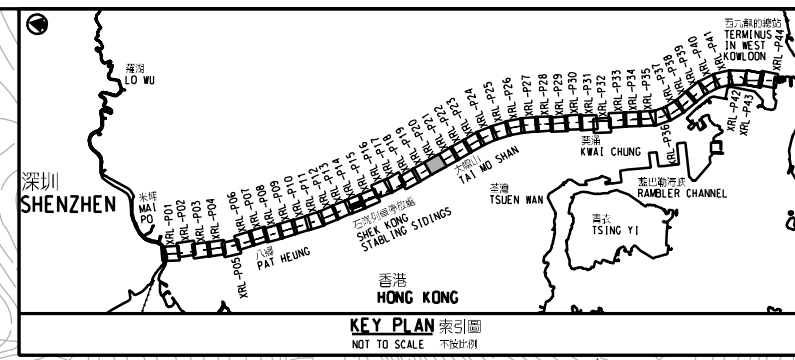 羅湖
LO WU
深圳
SHENZHEN
米埔
MAI
PO
XRL-P01
XRL-P02
XRL-P03
XRL-P04
XRL-P05
XRL-P06
XRL-P07
XRL-P08
XRL-P09
XRL-P10
XRL-P11
XRL-P12
XRL-P13
XRL-P14
XRL-P15
XRL-P16
XRL-P17
XRL-P18
XRL-P19
XRL-P20
XRL-P21
XRL-P22
XRL-P23
XRL-P24
XRL-P25
XRL-P26
XRL-P27
XRL-P28
XRL-P29
XRL-P30
XRL-P31
XRL-P32
XRL-P33
XRL-P34
XRL-P35
XRL-P36
XRL-P37
XRL-P38
XRL-P39
XRL-P40
XRL-P41
XRL-P42
XRL-P43
XRL-P44
西九龍的總站
TERMINUS
IN WEST
KOWLOON
八鄉
PAT HEUNG
SHEK KONG
STABLING SIDINGS
大帽山
TAI MO SHAN
荃灣
TSUEN WAN
葵涌
KWAI CHUNG
藍巴勒海峽
RAMBLER CHANNEL
青衣
TSING YI
香港
HONG KONG
KEY PLAN 索引圖
NOT TO SCALE 不按比例